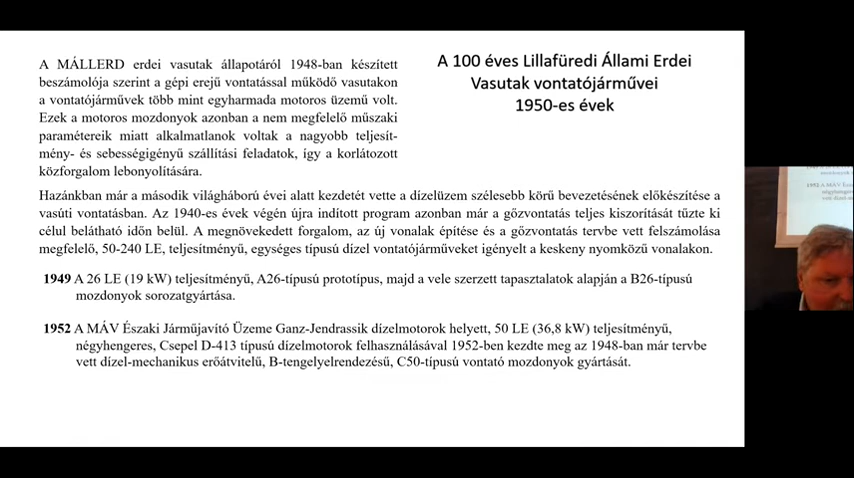 A MÁLLERD erdei vasutak állapotáról 1948-ban készített
beszámolója szerint a gépi erejű vontatással működő vasutakon
a vontatójárművek több mint egyharmada motoros üzemű volt.
Ezek a motoros mozdonyok azonban a nem megfelelő műszaki
paramétereik miatt alkalmatlanok voltak a nagyobb teljesít-
mény- és sebességigényű szállítási feladatok, így a korlátozott
közforgalom lebonyolítására.
A 100 éves Lillafüredi Állami Erdei
Vasutak vontatójárművei
1950-es évek
Hazánkban már a második világháború évei alatt kezdetét vette a dízelüzem szélesebb körű bevezetésének előkészítése a
vasúti vontatásban. Az 1940-es évek végén újra indított program azonban már a gőzvontatás teljes kiszorítását tűzte ki
célul belátható időn belül. A megnövekedett forgalom, az új vonalak építése és a gőzvontatás tervbe vett felszámolása
megfelelő, 50-240 LE, teljesítményű, egységes típusú dízel vontatójárműveket igényelt a keskeny nyomközű vonalakon.
1949 A 26 LE (19 kW) teljesítményű, A26-típusú prototípus, majd a vele szerzett tapasztalatok alapján a B26-típusú
mozdonyok sorozatgyártása.
1952 A MÁV Északi Járműjavító Üzeme Ganz-Jendrassik dízelmotorok helyett, 50 LE (36,8 kW) teljesítményű,
négyhengeres, Csepel D-413 típusú dízelmotorok felhasználásával 1952-ben kezdte meg az 1948-ban már tervbe
vett dízel-mechanikus erőátvitelű, B-tengelyelrendezésű, C50-típusú vontató mozdonyok gyártását.